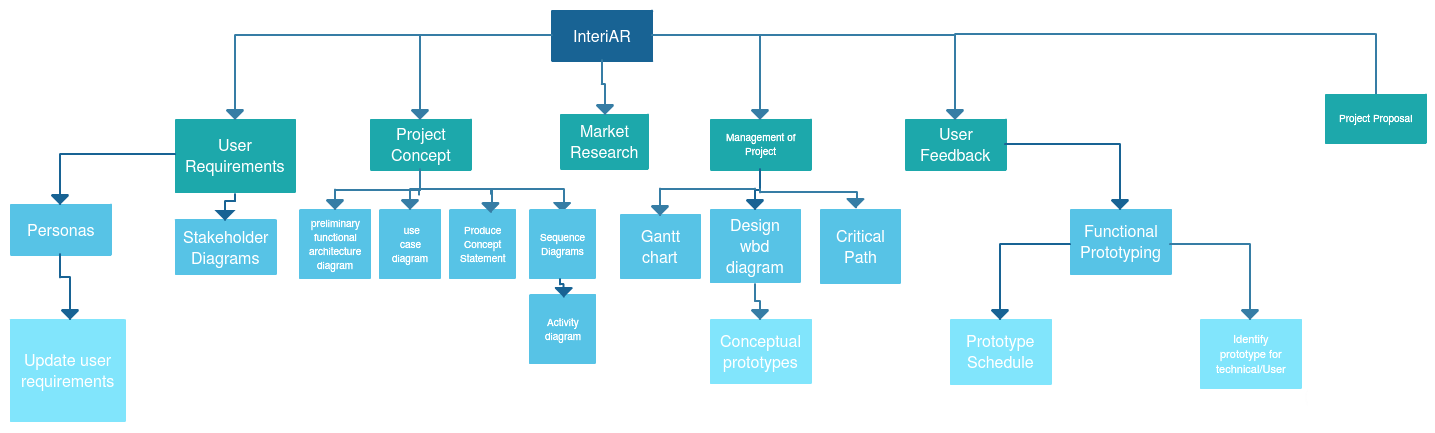 InteriAR
User
Requirements
Project
Concept
Market
Research
Management of
Project
User
Feedback
Project Proposal
Personas
Stakeholder
Diagrams
preliminary
functional
architecture
diagram
use
case
diagram
Produce
Concept
Statement
Sequence
Diagrams
Gantt
chart
Design
wbd
diagram
Critical
Path
Functional
Prototyping
Update user
requirements
Activity
diagram
Conceptual
prototypes
Prototype
Schedule
Identify
prototype for
technical/User